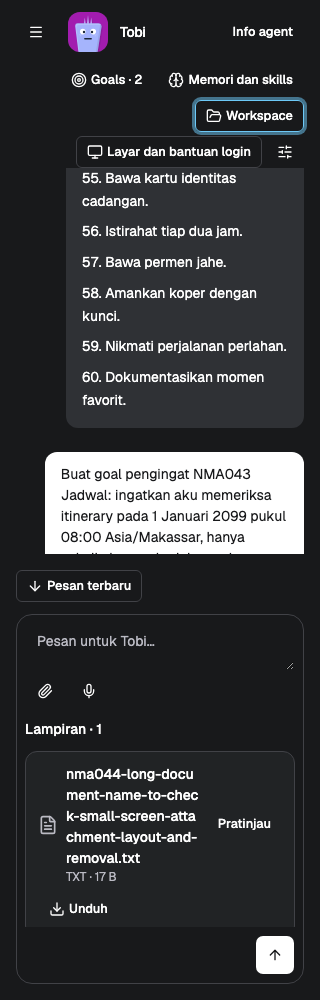 Tobi
Info agent
Goals · 2
Memori dan skills
Workspace
Layar dan bantuan login
55. Bawa kartu identitas
cadangan.
56. Istirahat tiap dua jam.
57. Bawa permen jahe.
58. Amankan koper dengan
kunci.
59. Nikmati perjalanan perlahan.
60. Dokumentasikan momen
favorit.
Buat goal pengingat NMA043
Jadwal: ingatkan aku memeriksa
itinerary pada 1 Januari 2099 pukul
08:00 Asia/Makassar, hanya
Pesan terbaru
Pesan untuk Tobi...
Lampiran · 1
nma044-long-docu
ment-name-to-chec
k-small-screen-atta
chment-layout-and-
removal.txt
Pratinjau
TXT · 17 B
Unduh